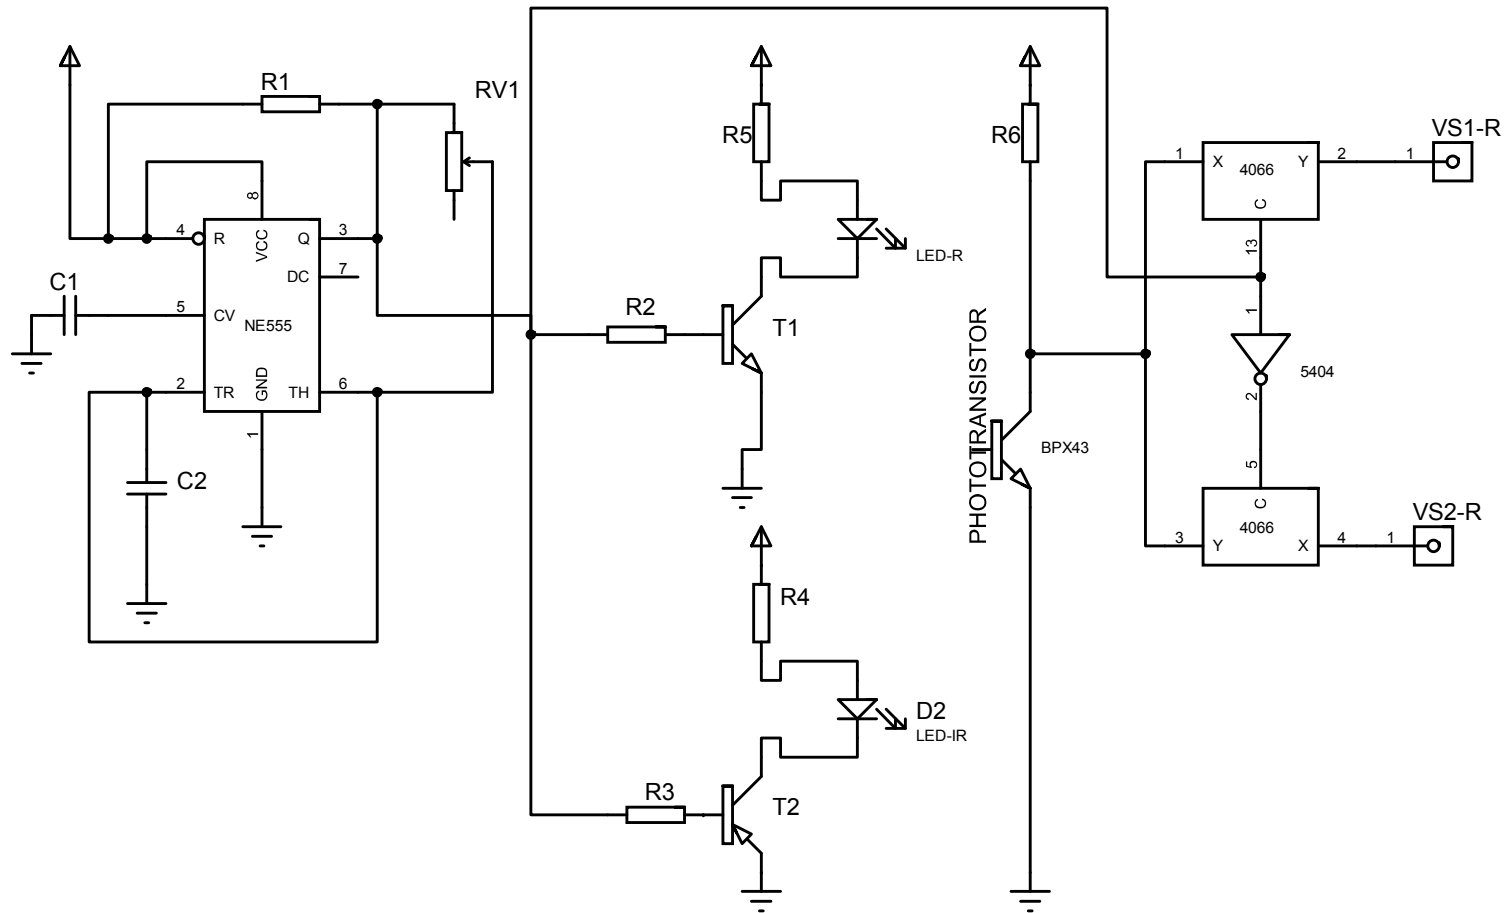 R1
RV1
8
4
R
VCC
Q
3
DC
7
C1
5
CV
NE555
2
TR
GND
TH
6
1
C2
R5
LED-R
R2
T1
R4
D2
LED-IR
R3
T2
R6
PHOTOTRANSISTOR
BPX43
VS1-R
1
X
4066
Y
2
1
C
13
1
5404
2
5
C
4066
3
Y
X
4
1
VS2-R